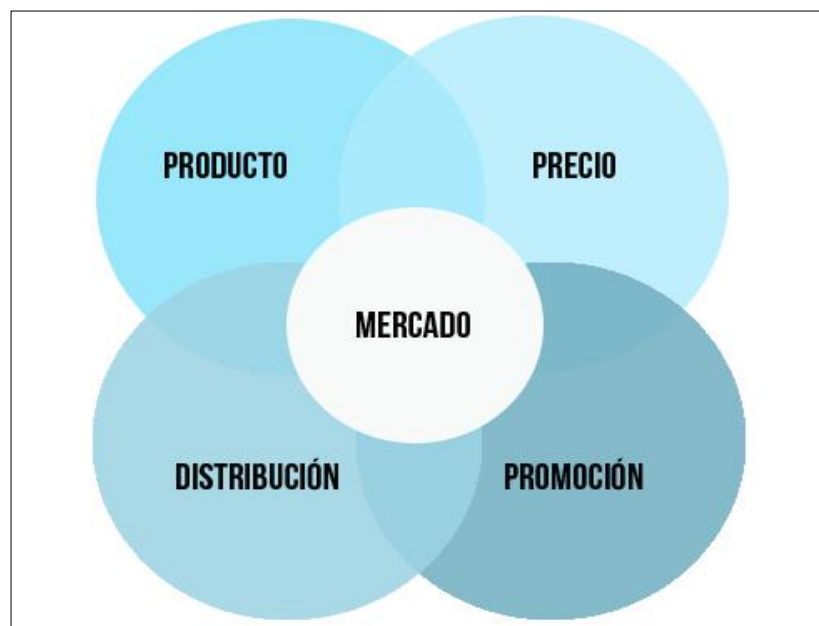 PRODUCTO
PRECIO
MERCADO
DISTRIBUCIÓN
PROMOCIÓN